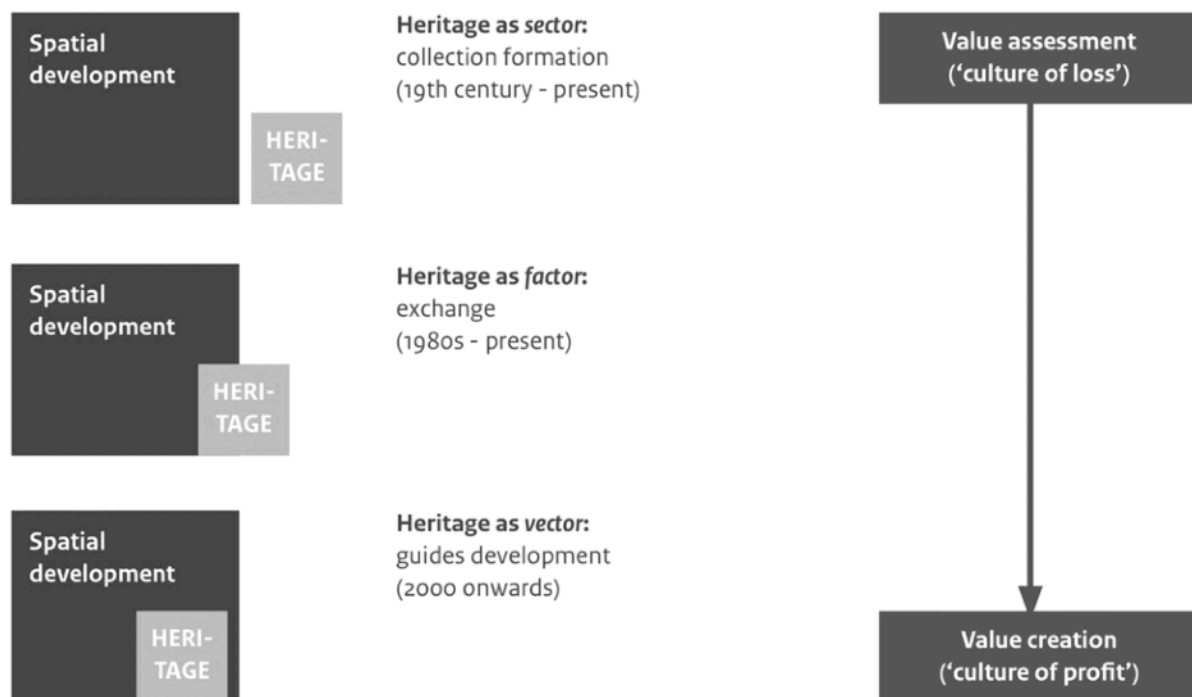 Spatial
development
HERI-
TAGE
Heritage as sector:
collection formation
(19th century - present)
Value assessment
(‘culture of loss’)
Spatial
development
HERI-
TAGE
Heritage as factor:
exchange
(1980s - present)
Spatial
development
HERI-
TAGE
Heritage as vector:
guides development
(2000 onwards)
Value creation
(‘culture of profit’)